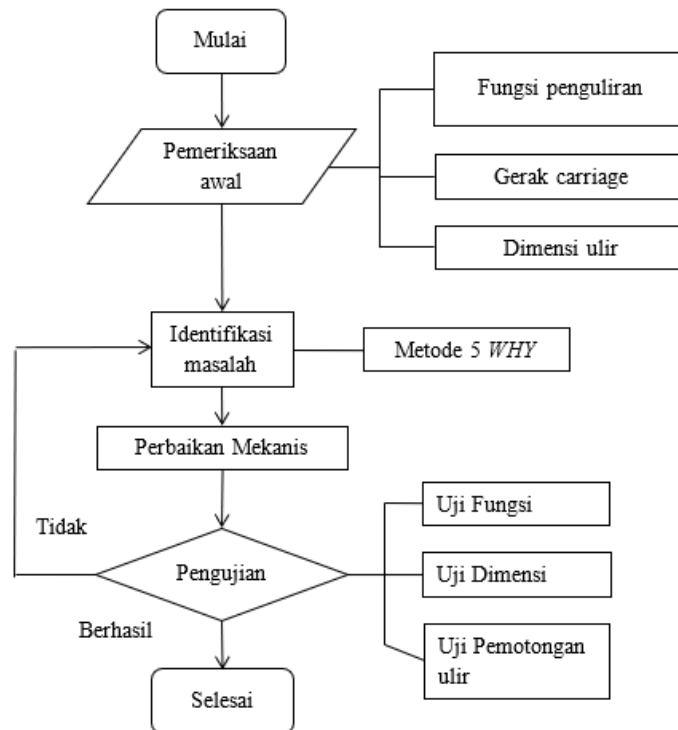 Mulai
Fungsi penguliran
Pemeriksaan
awal
Gerak carriage
Dimensi ulir
Identifikasi
masalah
Metode 5 WHY
Perbaikan Mekanis
Uji Fungsi
Tidak
Pengujian
Uji Dimensi
Berhasil
Uji Pemotongan
ulir
Selesai